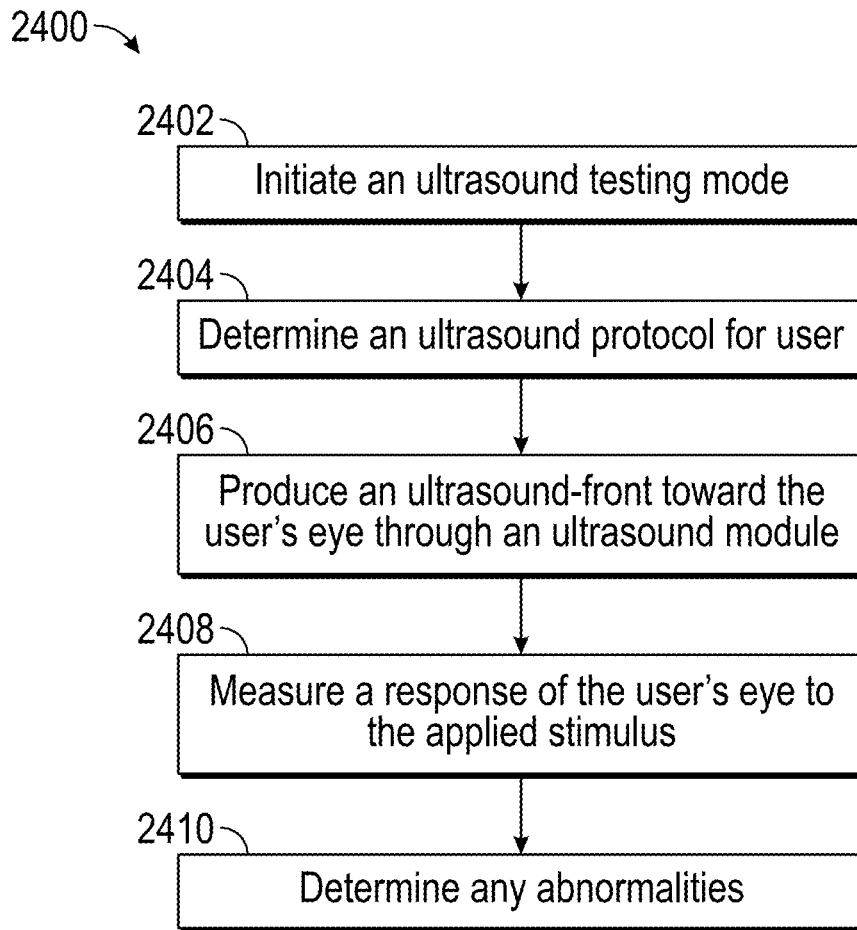 2400
2402
Initiate an ultrasound testing mode
2404
Determine an ultrasound protocol for user
2406
Produce an ultrasound-front toward the
user's eye through an ultrasound module
2408
Measure a response of the user's eye to
the applied stimulus
2410
Determine any abnormalities